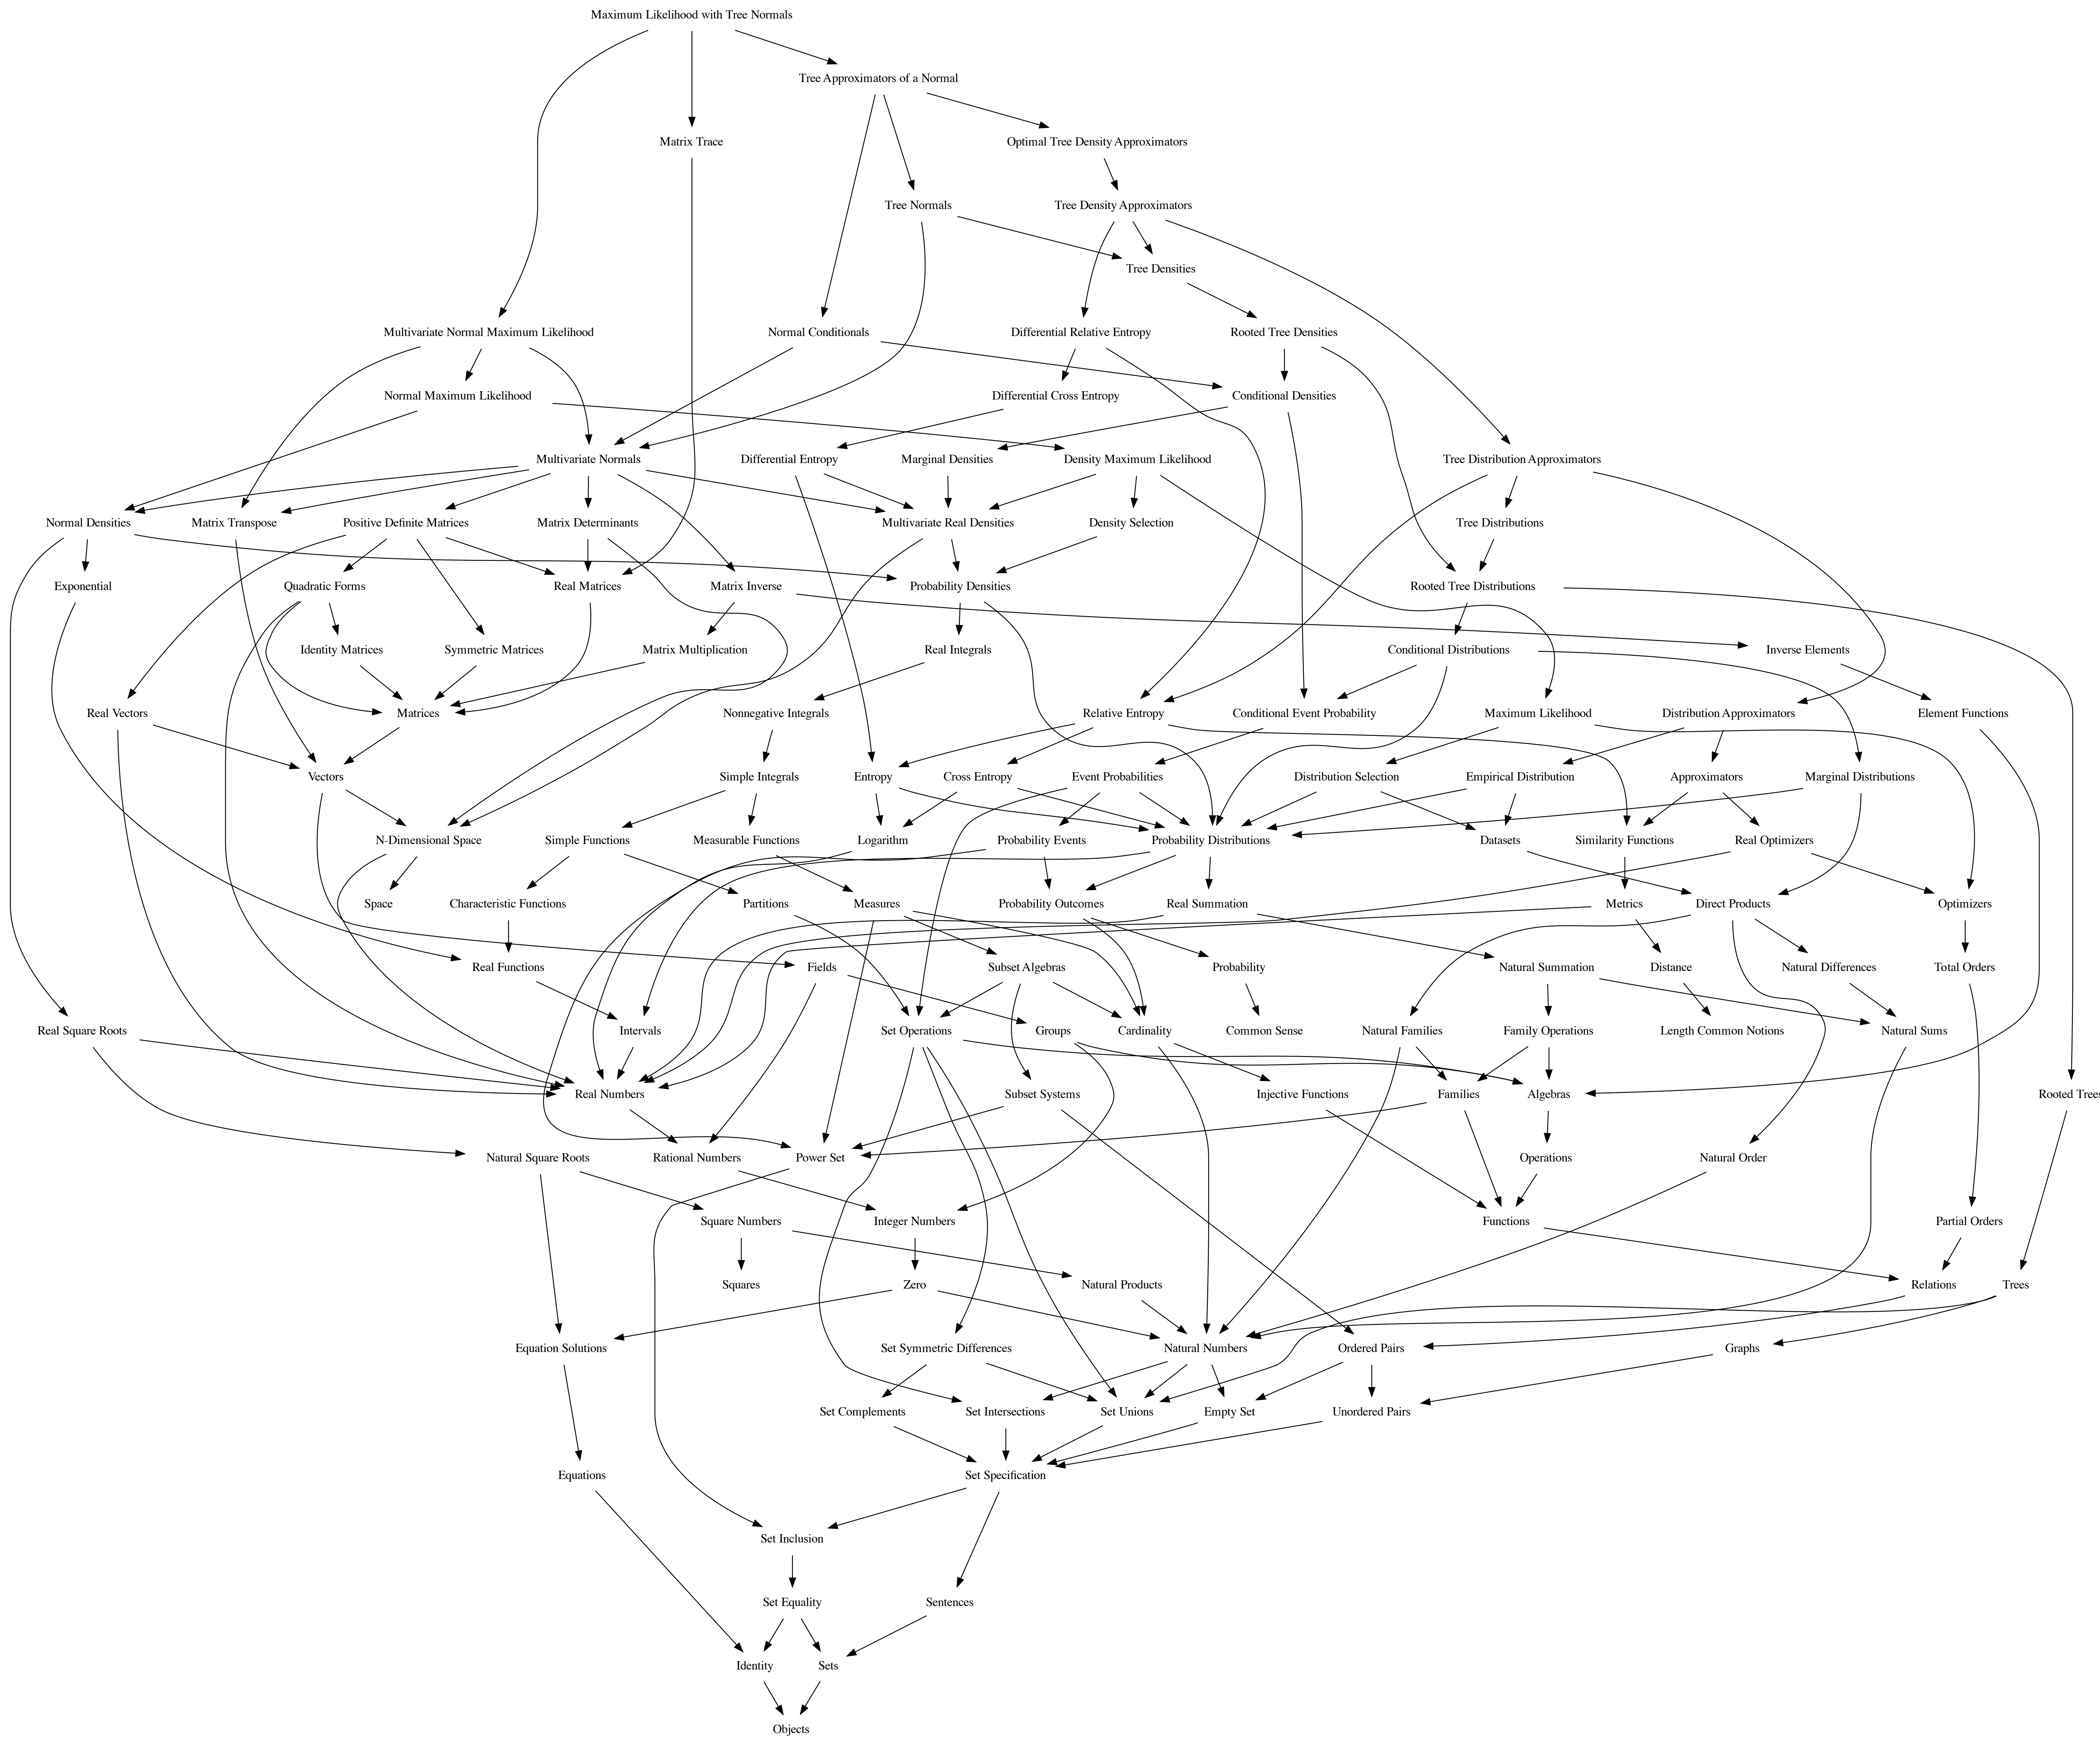 Maximum Likelihood with Tree Normals
Tree Approximators of a Normal
Matrix Trace
Optimal Tree Density Approximators
Tree Normals
Tree Density Approximators
Tree Densities
Multivariate Normal Maximum Likelihood
Normal Conditionals
Differential Relative Entropy
Rooted Tree Densities
Normal Maximum Likelihood
Differential Cross Entropy
Conditional Densities
Multivariate Normals
Differential Entropy
Marginal Densities
Density Maximum Likelihood
Tree Distribution Approximators
Normal Densities
Matrix Transpose
Positive Definite Matrices
Matrix Determinants
Multivariate Real Densities
Density Selection
Tree Distributions
Exponential
Quadratic Forms
Real Matrices
Matrix Inverse
Probability Densities
Rooted Tree Distributions
Identity Matrices
Symmetric Matrices
Matrix Multiplication
Real Integrals
Conditional Distributions
Inverse Elements
Real Vectors
Matrices
Nonnegative Integrals
Relative Entropy
Conditional Event Probability
Maximum Likelihood
Distribution Approximators
Element Functions
Vectors
Simple Integrals
Entropy
Cross Entropy
Event Probabilities
Distribution Selection
Empirical Distribution
Approximators
Marginal Distributions
N-Dimensional Space
Simple Functions
Measurable Functions
Logarithm
Probability Events
Probability Distributions
Datasets
Similarity Functions
Real Optimizers
Space
Characteristic Functions
Partitions
Measures
Probability Outcomes
Real Summation
Metrics
Direct Products
Optimizers
Real Functions
Fields
Subset Algebras
Probability
Natural Summation
Distance
Natural Differences
Total Orders
Real Square Roots
Intervals
Set Operations
Groups
Cardinality
Common Sense
Natural Families
Family Operations
Length Common Notions
Natural Sums
Real Numbers
Subset Systems
Injective Functions
Families
Algebras
Rooted Trees
Natural Square Roots
Rational Numbers
Power Set
Operations
Natural Order
Square Numbers
Integer Numbers
Functions
Partial Orders
Squares
Zero
Natural Products
Relations
Trees
Equation Solutions
Set Symmetric Differences
Natural Numbers
Ordered Pairs
Graphs
Set Complements
Set Intersections
Set Unions
Empty Set
Unordered Pairs
Equations
Set Specification
Set Inclusion
Set Equality
Sentences
Identity
Sets
Objects